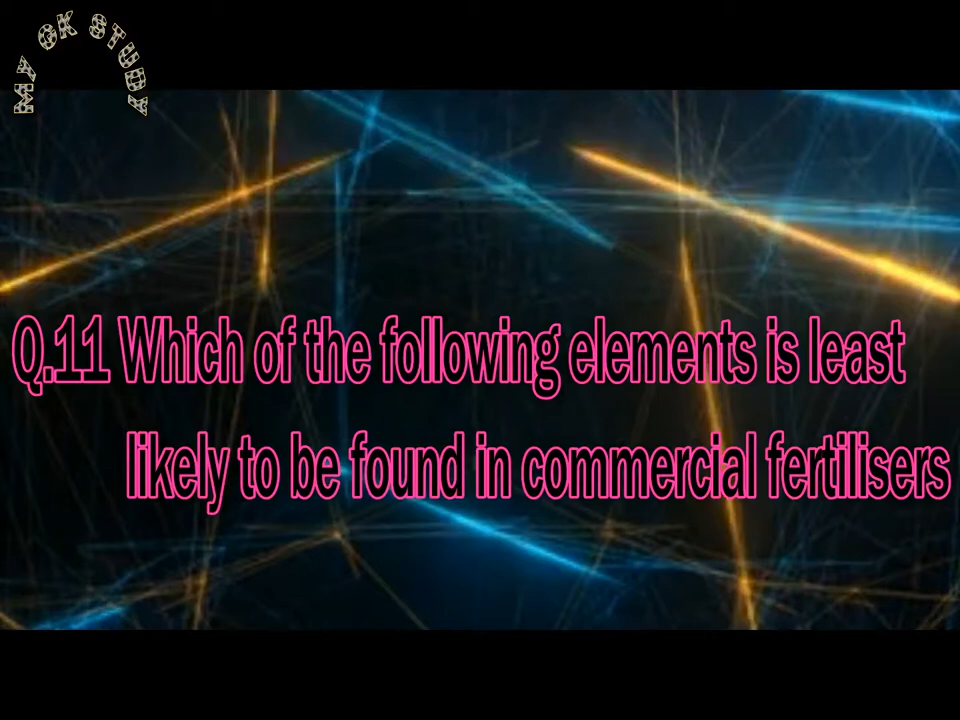 MY GK STUDY
Q.11 Which of the following elements is least
likely to be found in commercial fertilisers